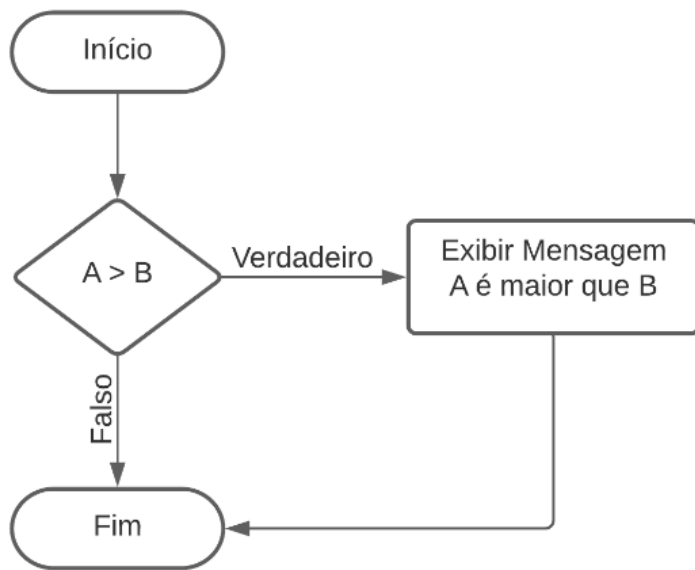 Início
A > B
Verdadeiro
Exibir Mensagem
A é maior que B
Falso
Fim